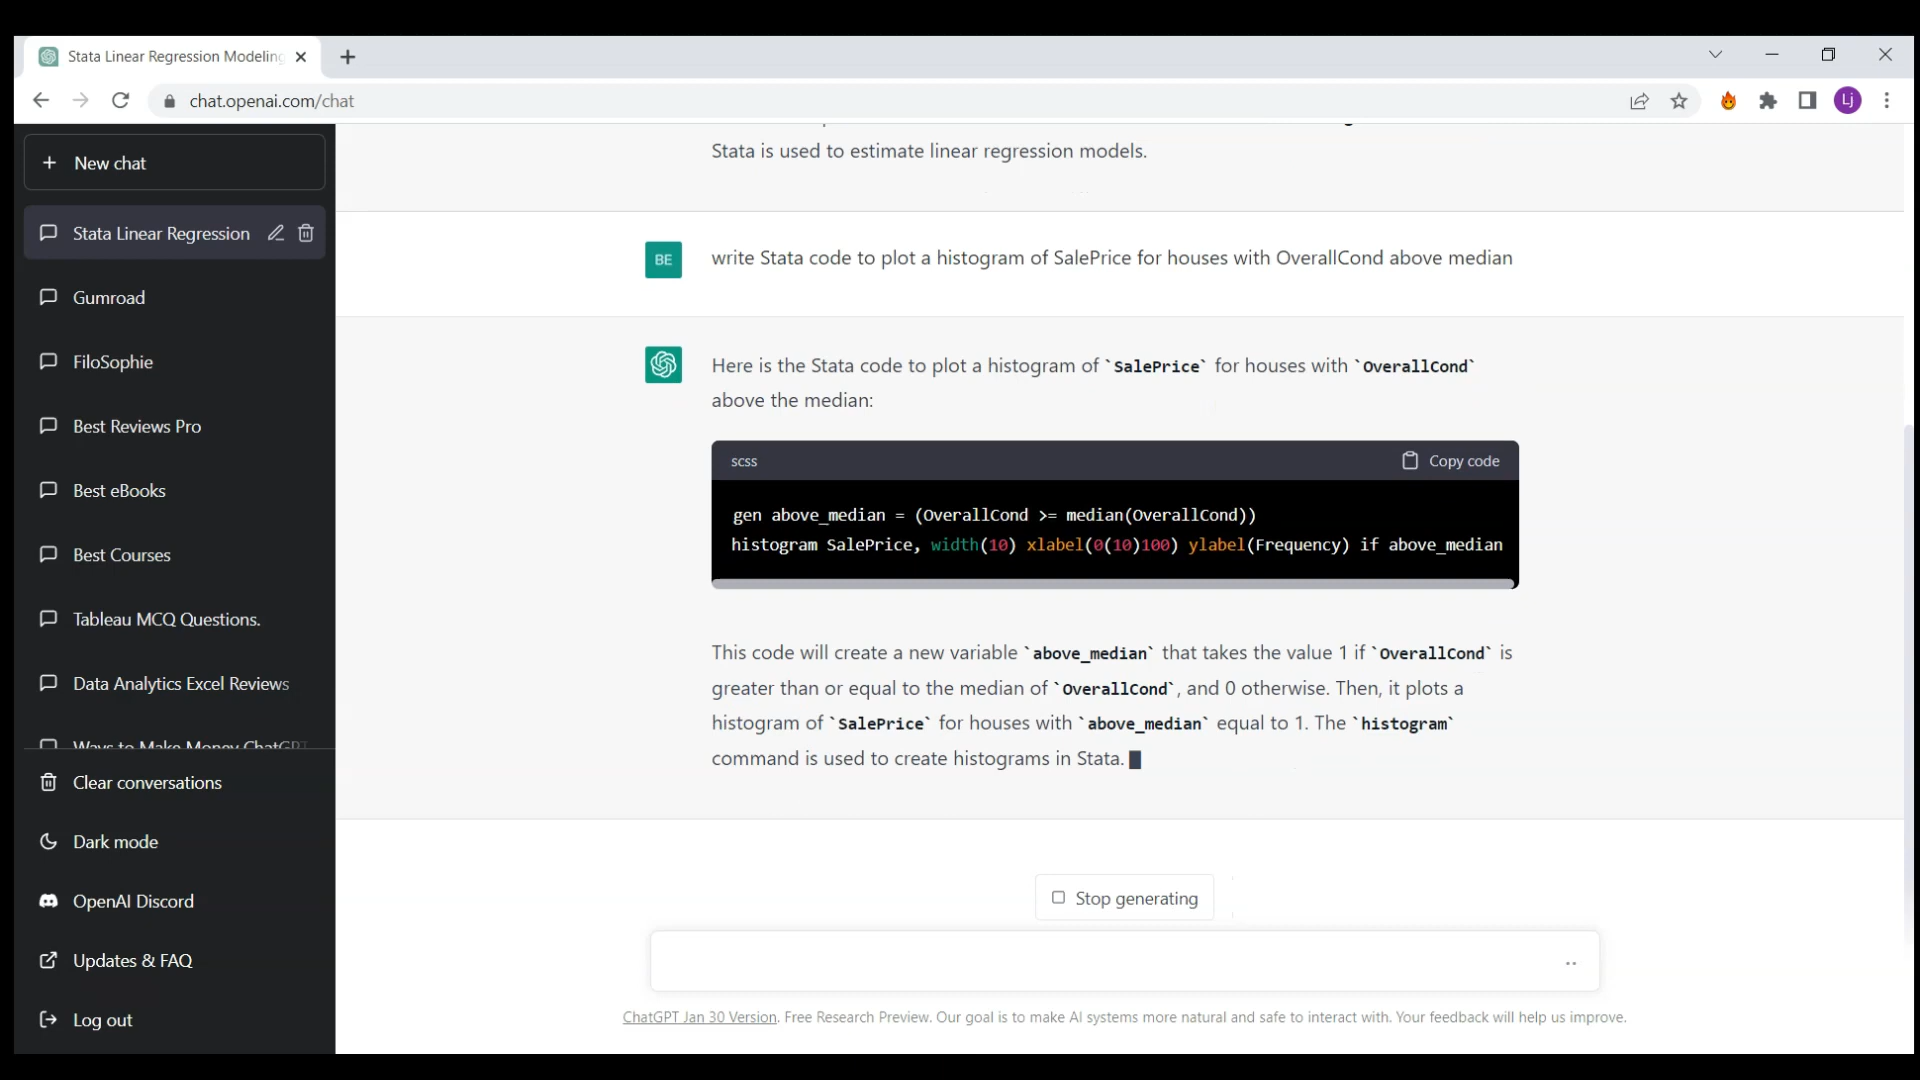 Stata Linear Regression Modeling
chat.openai.com/chat
Lj
New chat
Stata Linear Regression
Gumroad
FiloSophie
Best Reviews Pro
Best eBooks
Best Courses
Tableau MCQ Questions.
Data Analytics Excel Reviews
Ways to Make Money ChatGPT
Clear conversations
Dark mode
OpenAI Discord
Updates & FAQ
Log out
Stata is used to estimate linear regression models.
BE
write Stata code to plot a histogram of SalePrice for houses with OverallCond above median
Here is the Stata code to plot a histogram of `SalePrice` for houses with `OverallCond`
above the median:
scss
Copy code
gen above_median = (OverallCond >= median(OverallCond))
histogram SalePrice, width(10) xlabel(0(10)100) ylabel(Frequency) if above_median
This code will create a new variable `above_median` that takes the value 1 if `OverallCond` is
greater than or equal to the median of `OverallCond`, and 0 otherwise. Then, it plots a
histogram of `SalePrice` for houses with `above_median` equal to 1. The `histogram`
command is used to create histograms in Stata.
Stop generating
ChatGPT Jan 30 Version. Free Research Preview. Our goal is to make AI systems more natural and safe to interact with. Your feedback will help us improve.